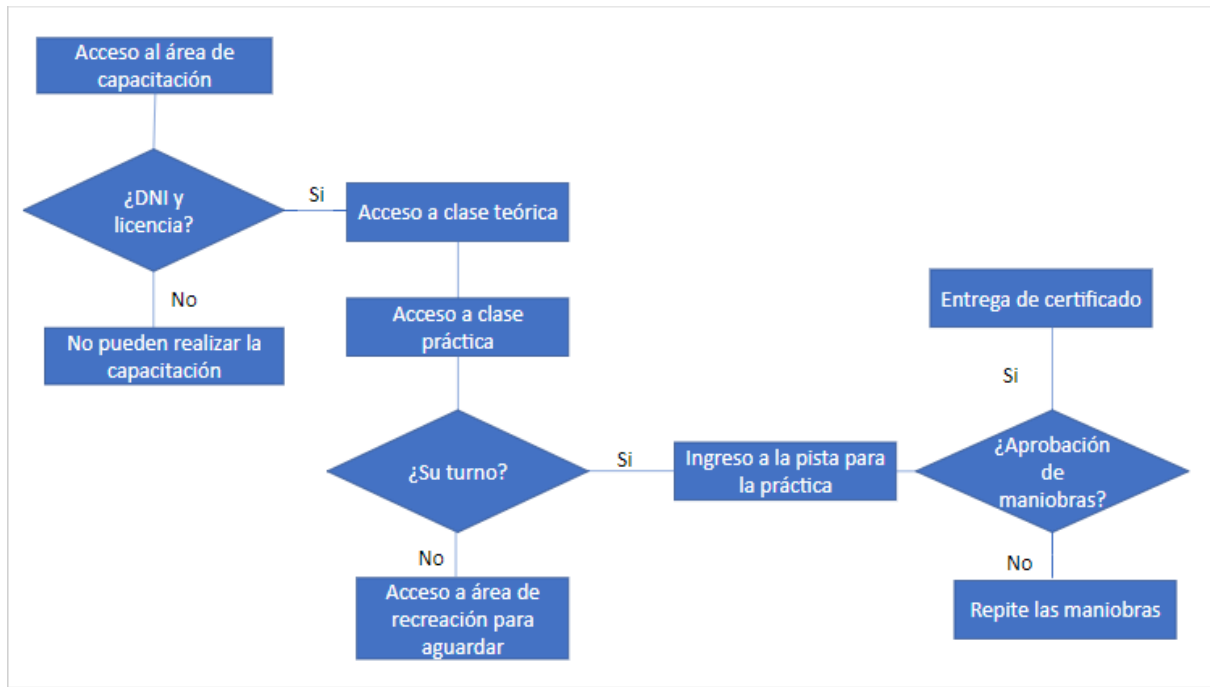 Acceso al área de
capacitación
¿DNI y
licencia?
Si
Acceso a clase teórica
No
No pueden realizar la
capacitación
Acceso a clase
práctica
¿Su turno?
Si
Ingreso a la pista para
la práctica
No
Acceso a área de
recreación para
aguardar
¿Aprobación
de
maniobras?
Si
Entrega de certificado
No
Repite las maniobras